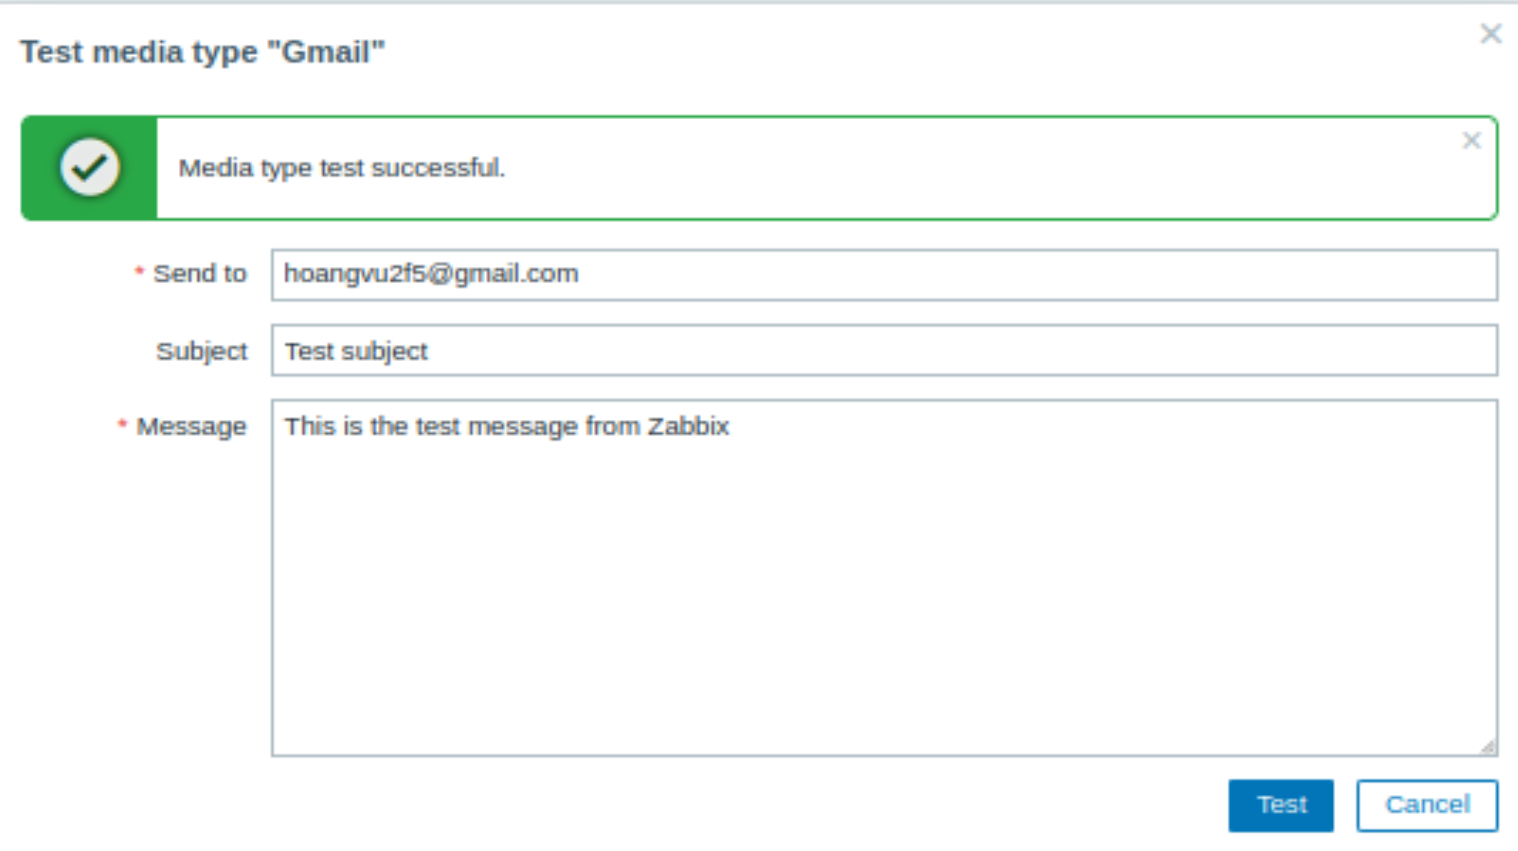 Test media type "Gmail"
Media type test successful.
* Send to hoangvu2f5@gmail.com
Subject Test subject
* Message This is the test message from Zabbix
Test Cancel